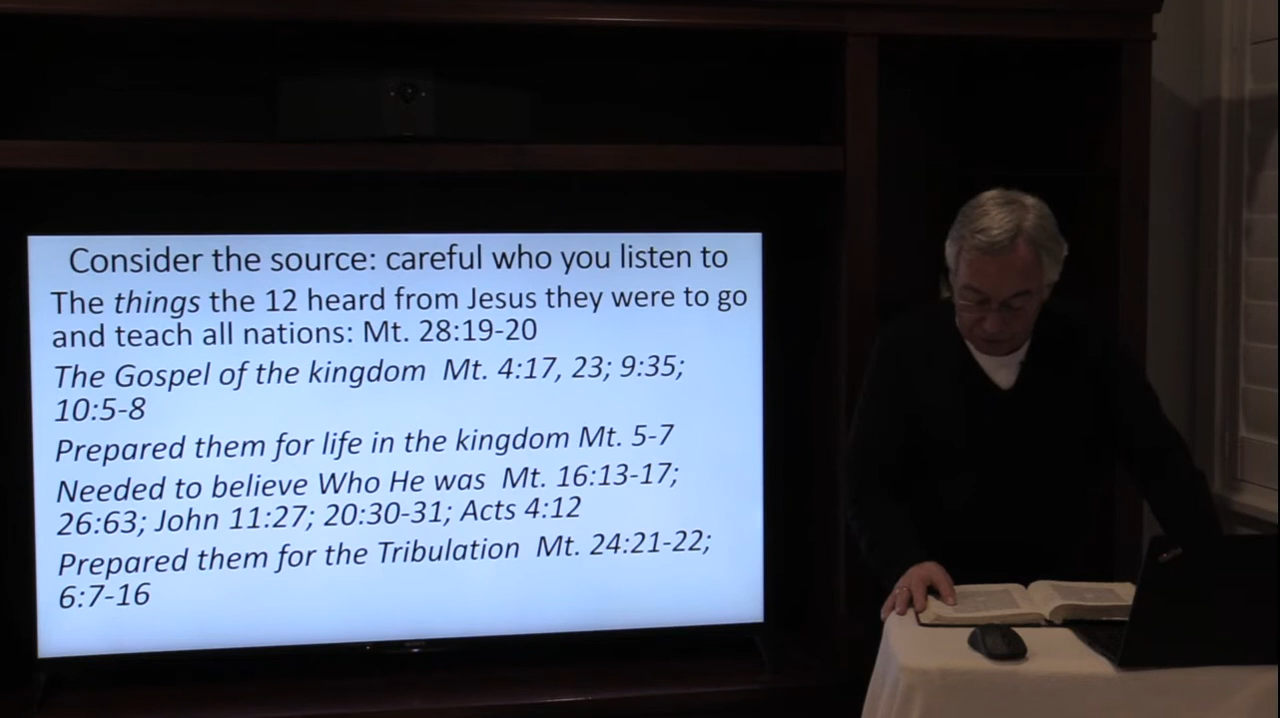 Consider the source: careful who you listen to
The things the 12 heard from Jesus they were to go
and teach all nations: Mt. 28:19-20
The Gospel of the kingdom Mt. 4:17, 23; 9:35;
10:5-8
Prepared them for life in the kingdom Mt. 5-7
Needed to believe Who He was Mt. 16:13-17;
26:63; John 11:27; 20:30-31; Acts 4:12
Prepared them for the Tribulation Mt. 24:21-22;
6:7-16